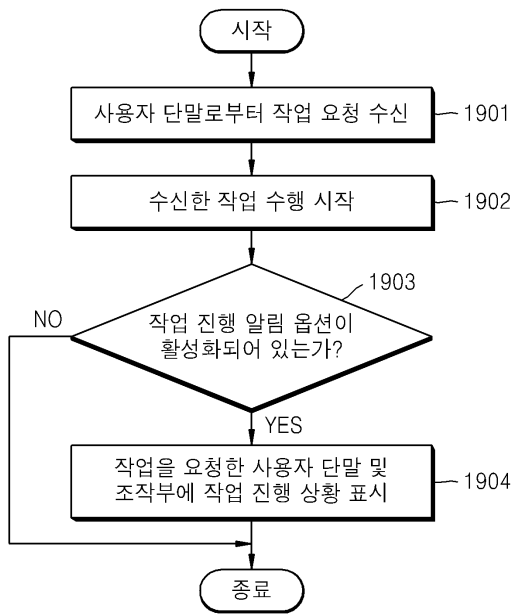 시작
사용자 단말로부터 작업 요청 수신
1901
수신한 작업 수행 시작
1902
1903
작업 진행 알림 옵션이
활성화되어 있는가?
NO
YES
작업을 요청한 사용자 단말 및
조작부에 작업 진행 상황 표시
1904
종료